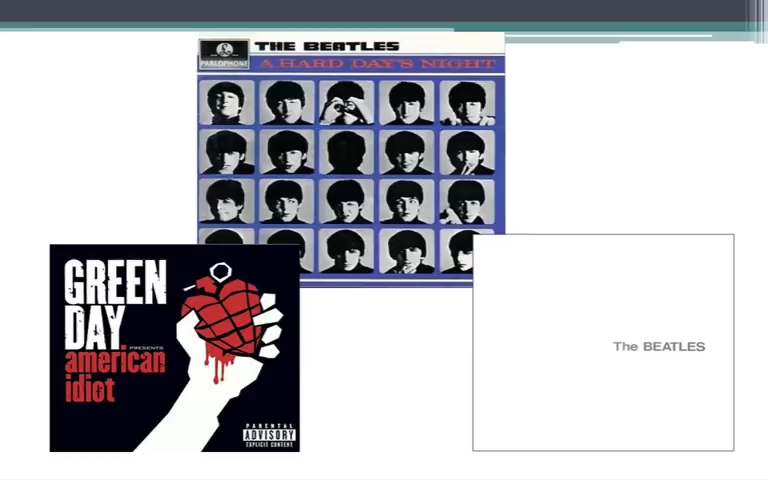 PARLOPHONE
THE BEATLES
A HARD DAY'S NIGHT
GREEN
DAY
PRESENTS
american
idiot
PARENTAL
ADVISORY
EXPLICIT CONTENT
The BEATLES